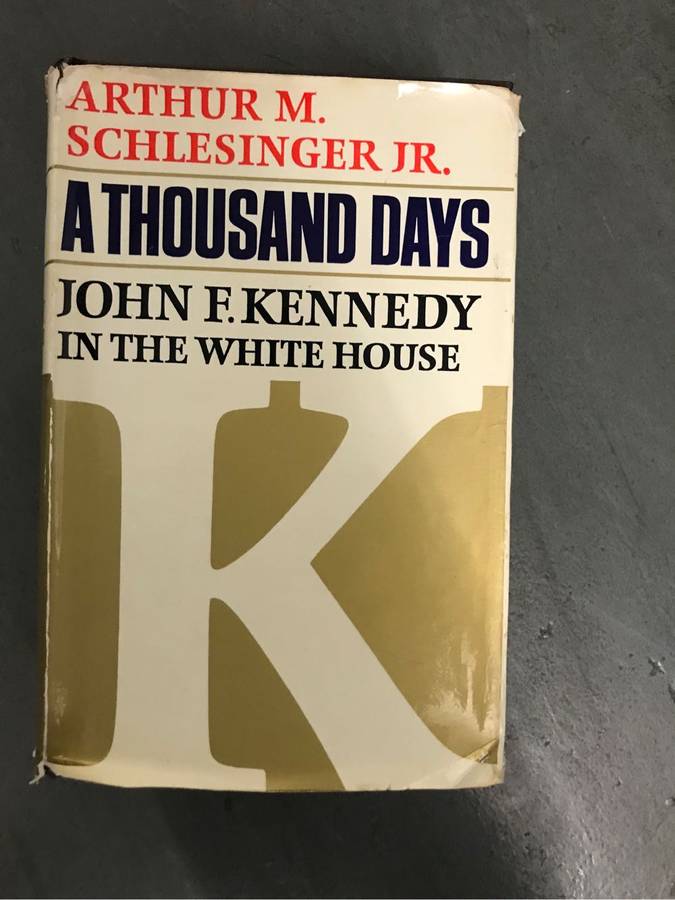 ARTHUR M.
SCHLESINGER JR.
A THOUSAND DAYS
JOHN F. KENNEDY
IN THE WHITE HOUSE
K